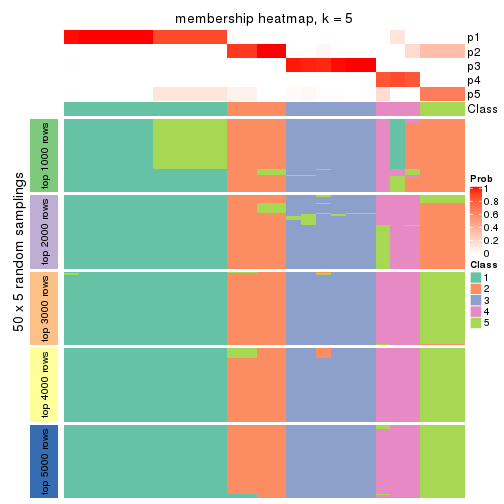 membership heatmap, k = 5
p1
p2
p3
p4
p5
Class
50 x 5 random samplings
top 1000 rows
top 2000 rows
top 3000 rows
top 4000 rows
top 5000 rows
Prob
1
0.8
0.6
0.4
0.2
0
Class
1
2
3
4
5